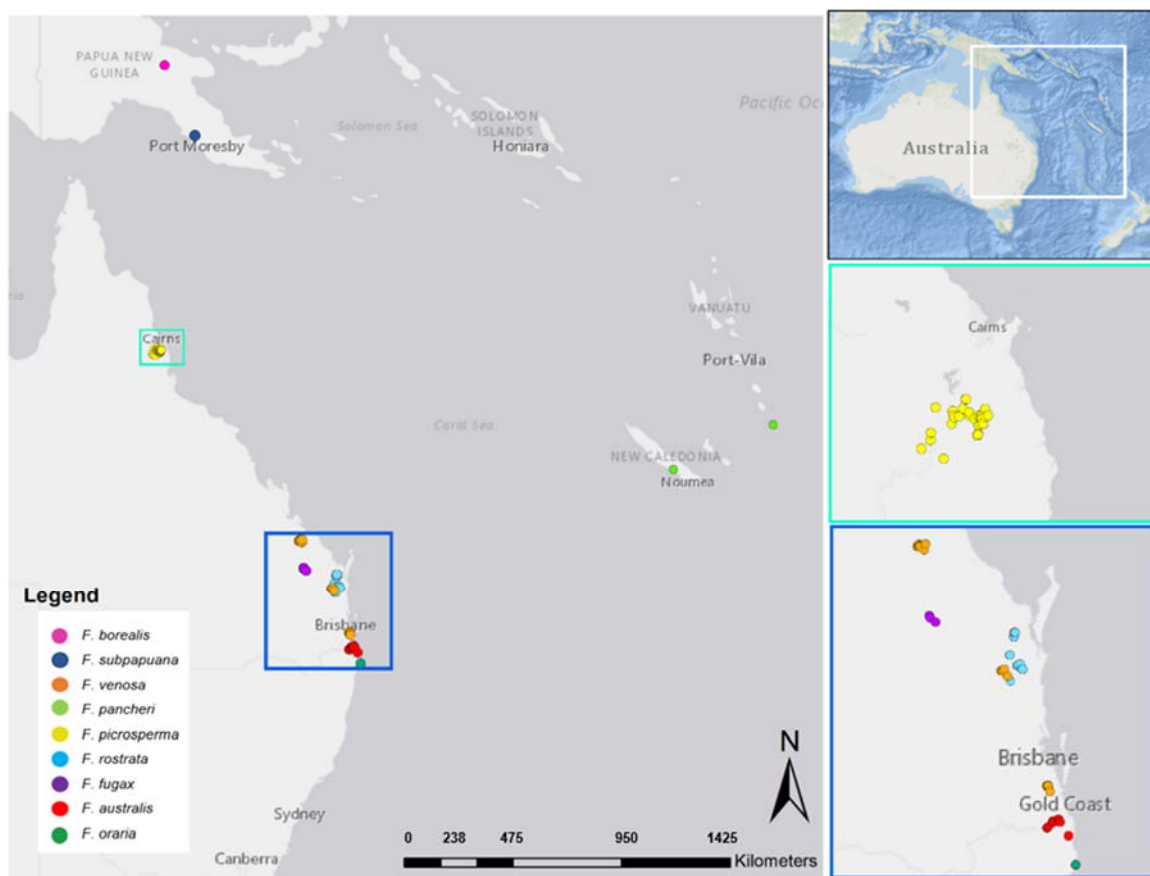 PAPUA NEW
GUINEA
Port Moresby
Solomon Sea
SOLOMON
ISLANDS
Honiara
Pacific Oce
ria
Cairns
Coral Sea
VANUATU
Port-Vila
NEW CALEDONIA
Noumea
Brisbane
Sydney
Canberra
Legend
F. borealis
F. subpapuana
F. venosa
F. pancheri
F. picrosperma
F. rostrata
F. fugax
F. australis
F. oraria
N
0 238 475 950 1425
Kilometers
Australia
Cairns
Brisbane
Gold Coast